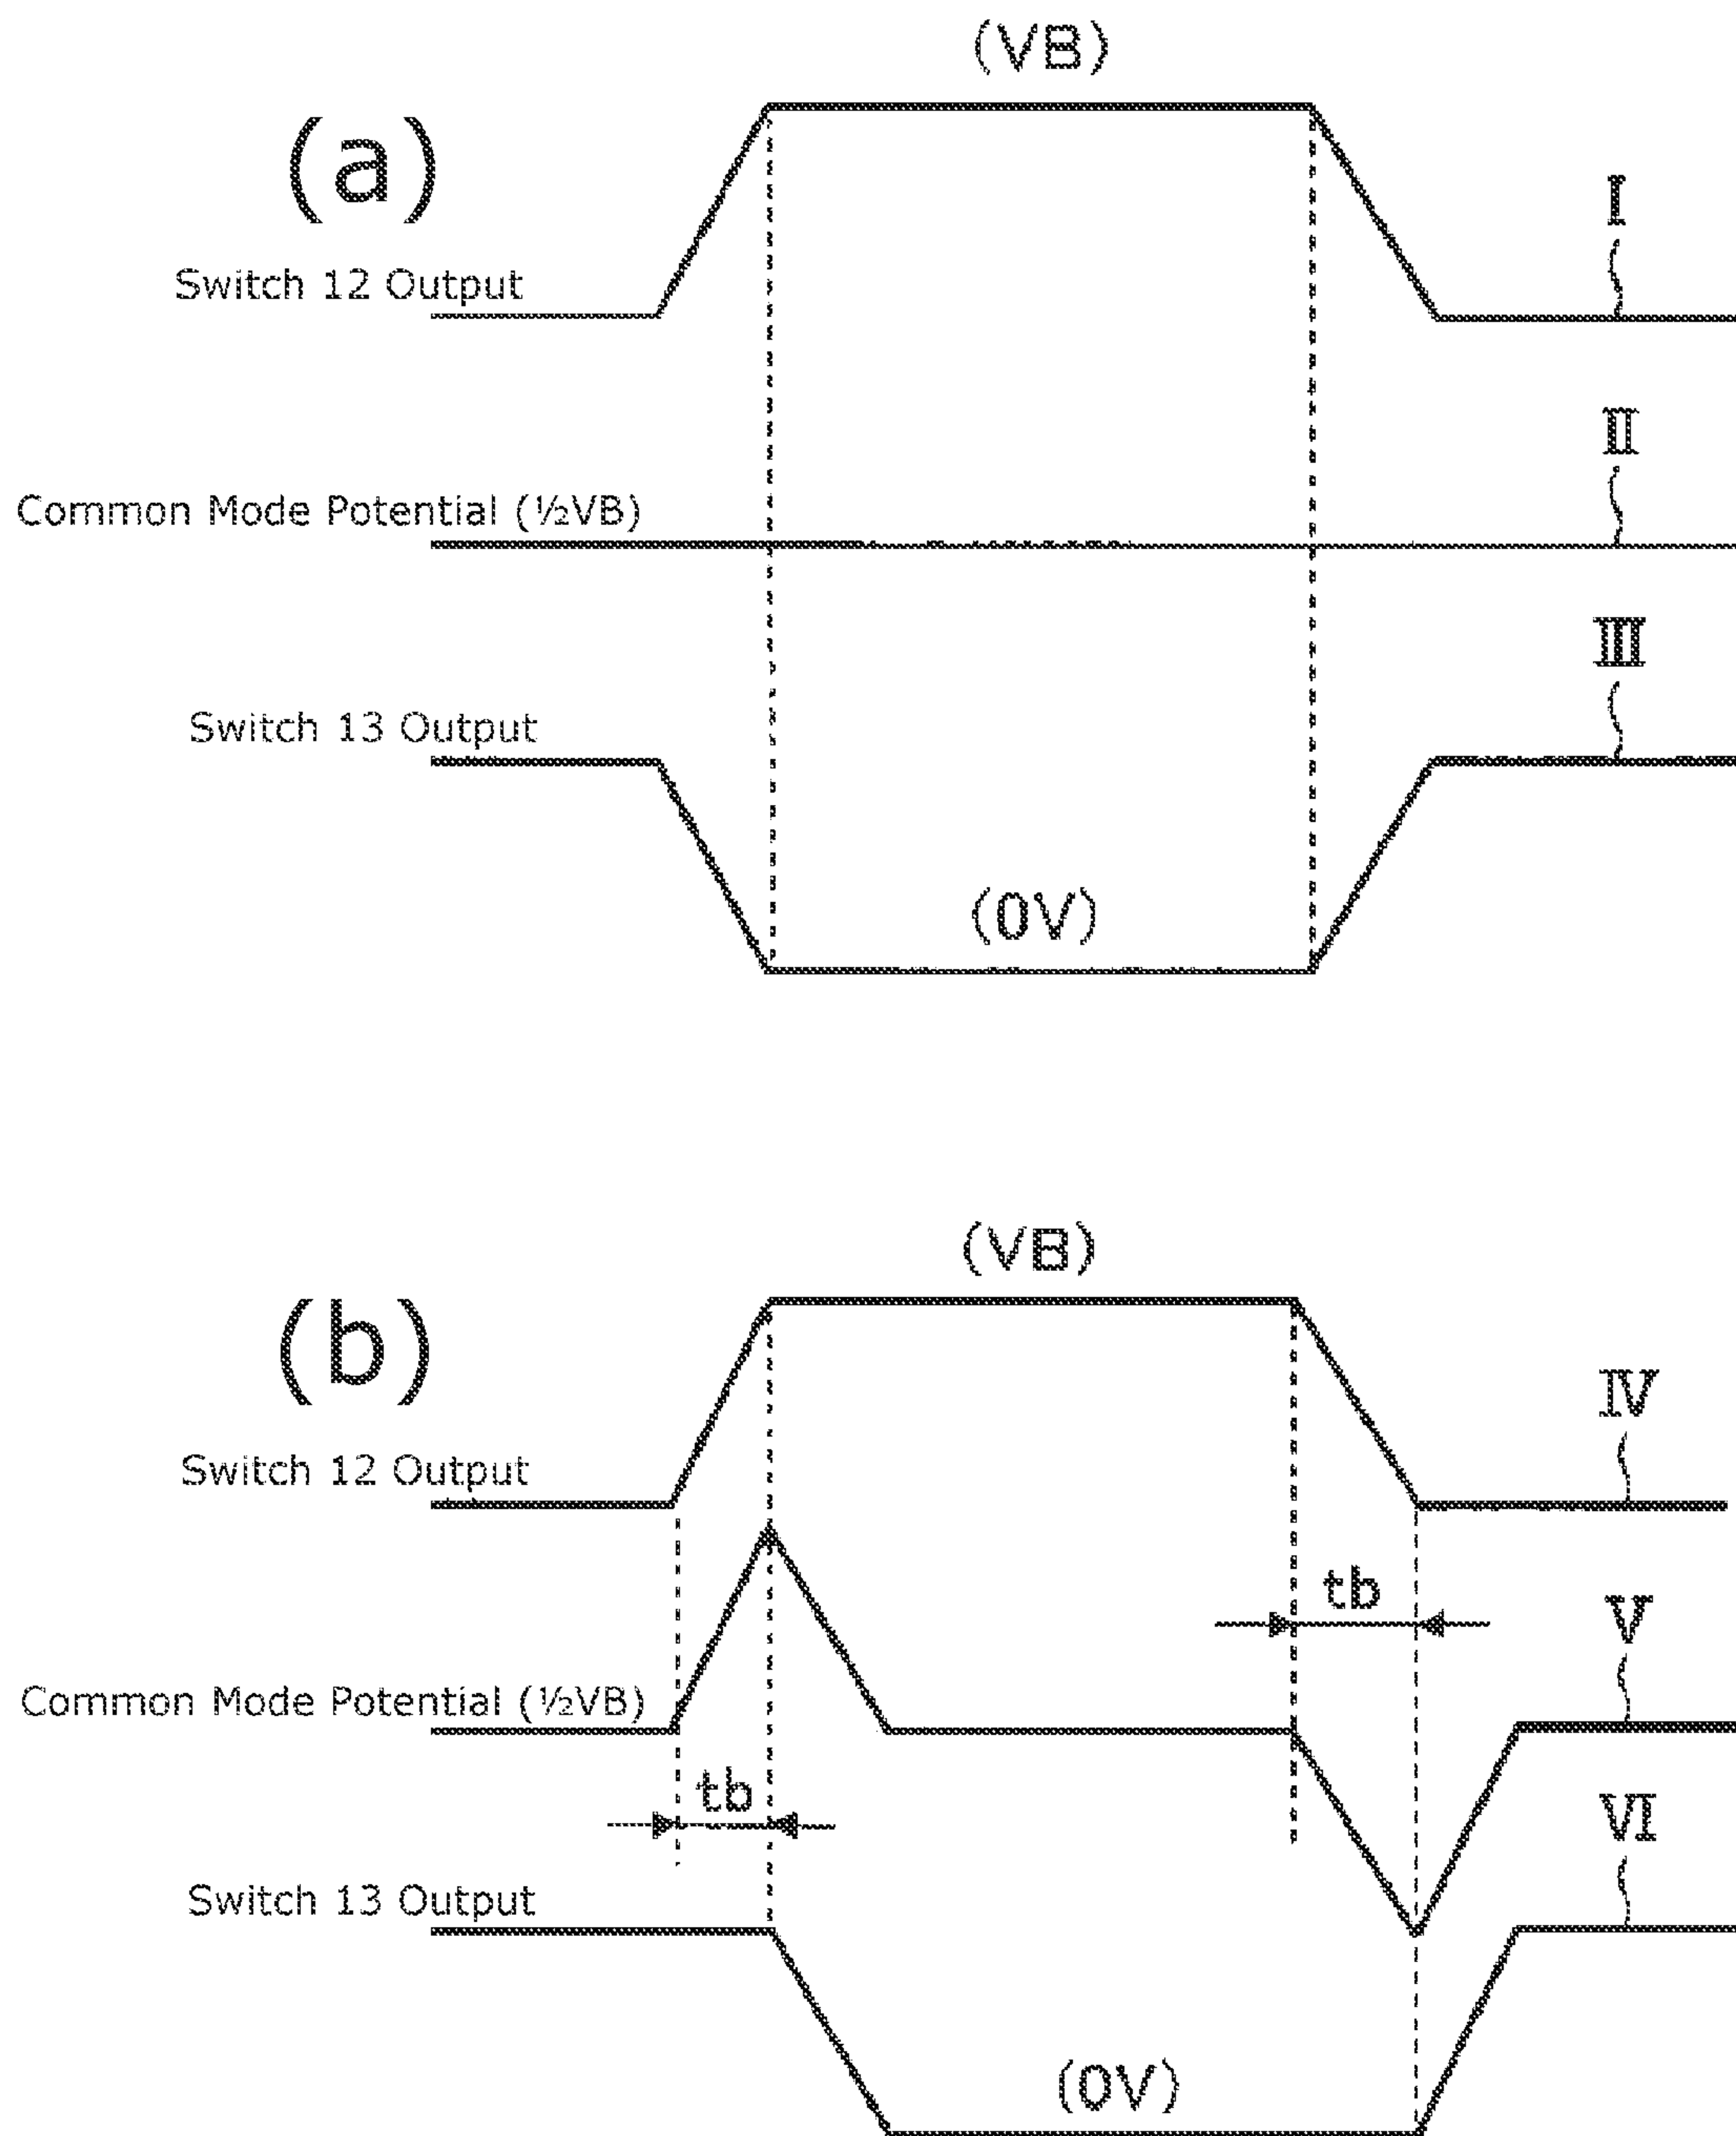 (VB)
(a)
I
Switch 12 Output
II
Common Mode Potential (½VB)
III
Switch 13 Output
(0V)
(VB)
(b)
IV
Switch 12 Output
tb
V
Common Mode Potential (½VB)
tb
VI
Switch 13 Output
(0V)